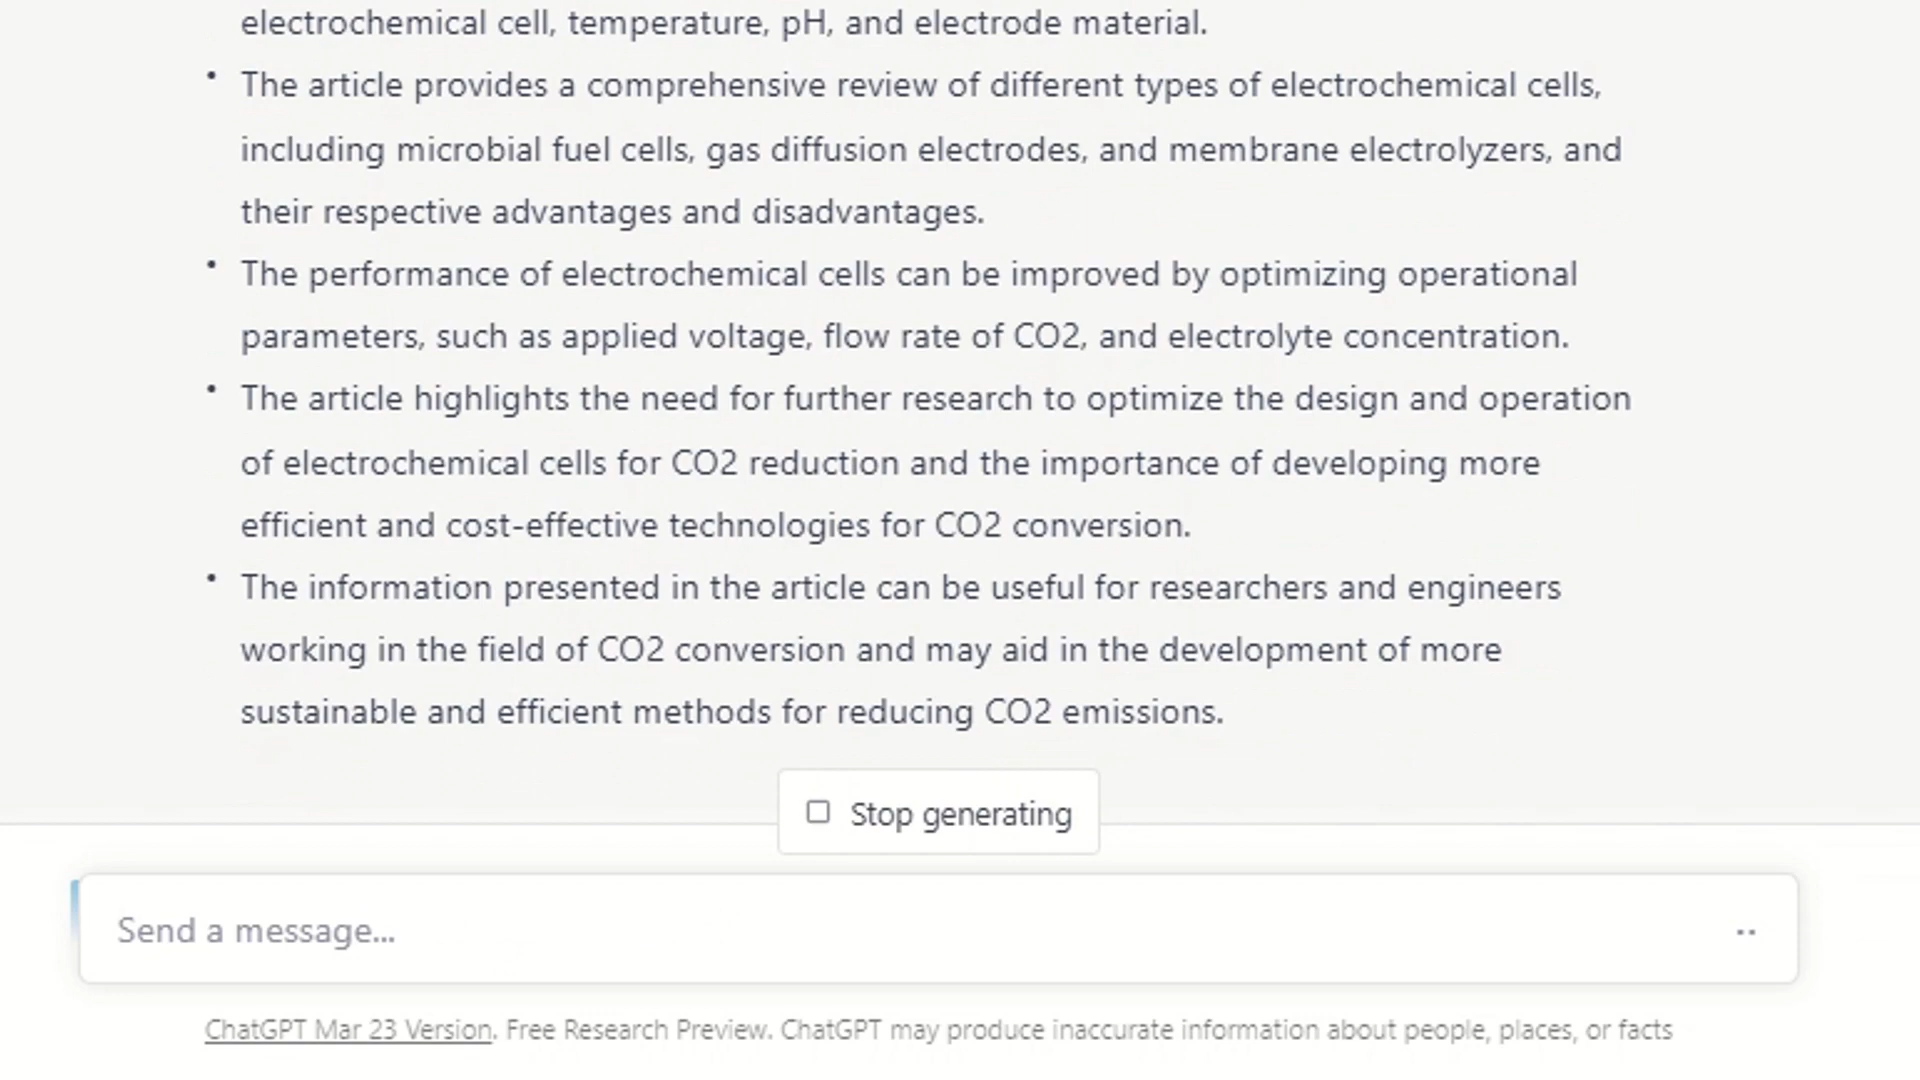 electrochemical cell, temperature, pH, and electrode material.
• The article provides a comprehensive review of different types of electrochemical cells,
including microbial fuel cells, gas diffusion electrodes, and membrane electrolyzers, and
their respective advantages and disadvantages.
• The performance of electrochemical cells can be improved by optimizing operational
parameters, such as applied voltage, flow rate of CO2, and electrolyte concentration.
• The article highlights the need for further research to optimize the design and operation
of electrochemical cells for CO2 reduction and the importance of developing more
efficient and cost-effective technologies for CO2 conversion.
• The information presented in the article can be useful for researchers and engineers
working in the field of CO2 conversion and may aid in the development of more
sustainable and efficient methods for reducing CO2 emissions.
Stop generating
Send a message...
ChatGPT Mar 23 Version. Free Research Preview. ChatGPT may produce inaccurate information about people, places, or facts